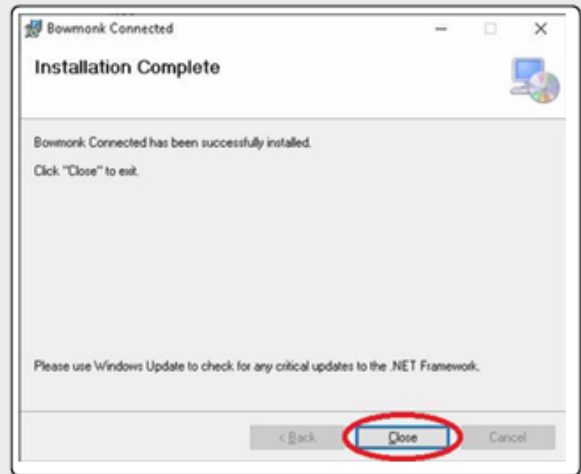 Bowmonk Connected
Installation Complete
Bowmonk Connected has been successfully installed.
Click "Close" to exit.
Please use Windows Update to check for any critical updates to the .NET Framework.
< Back Close Cancel